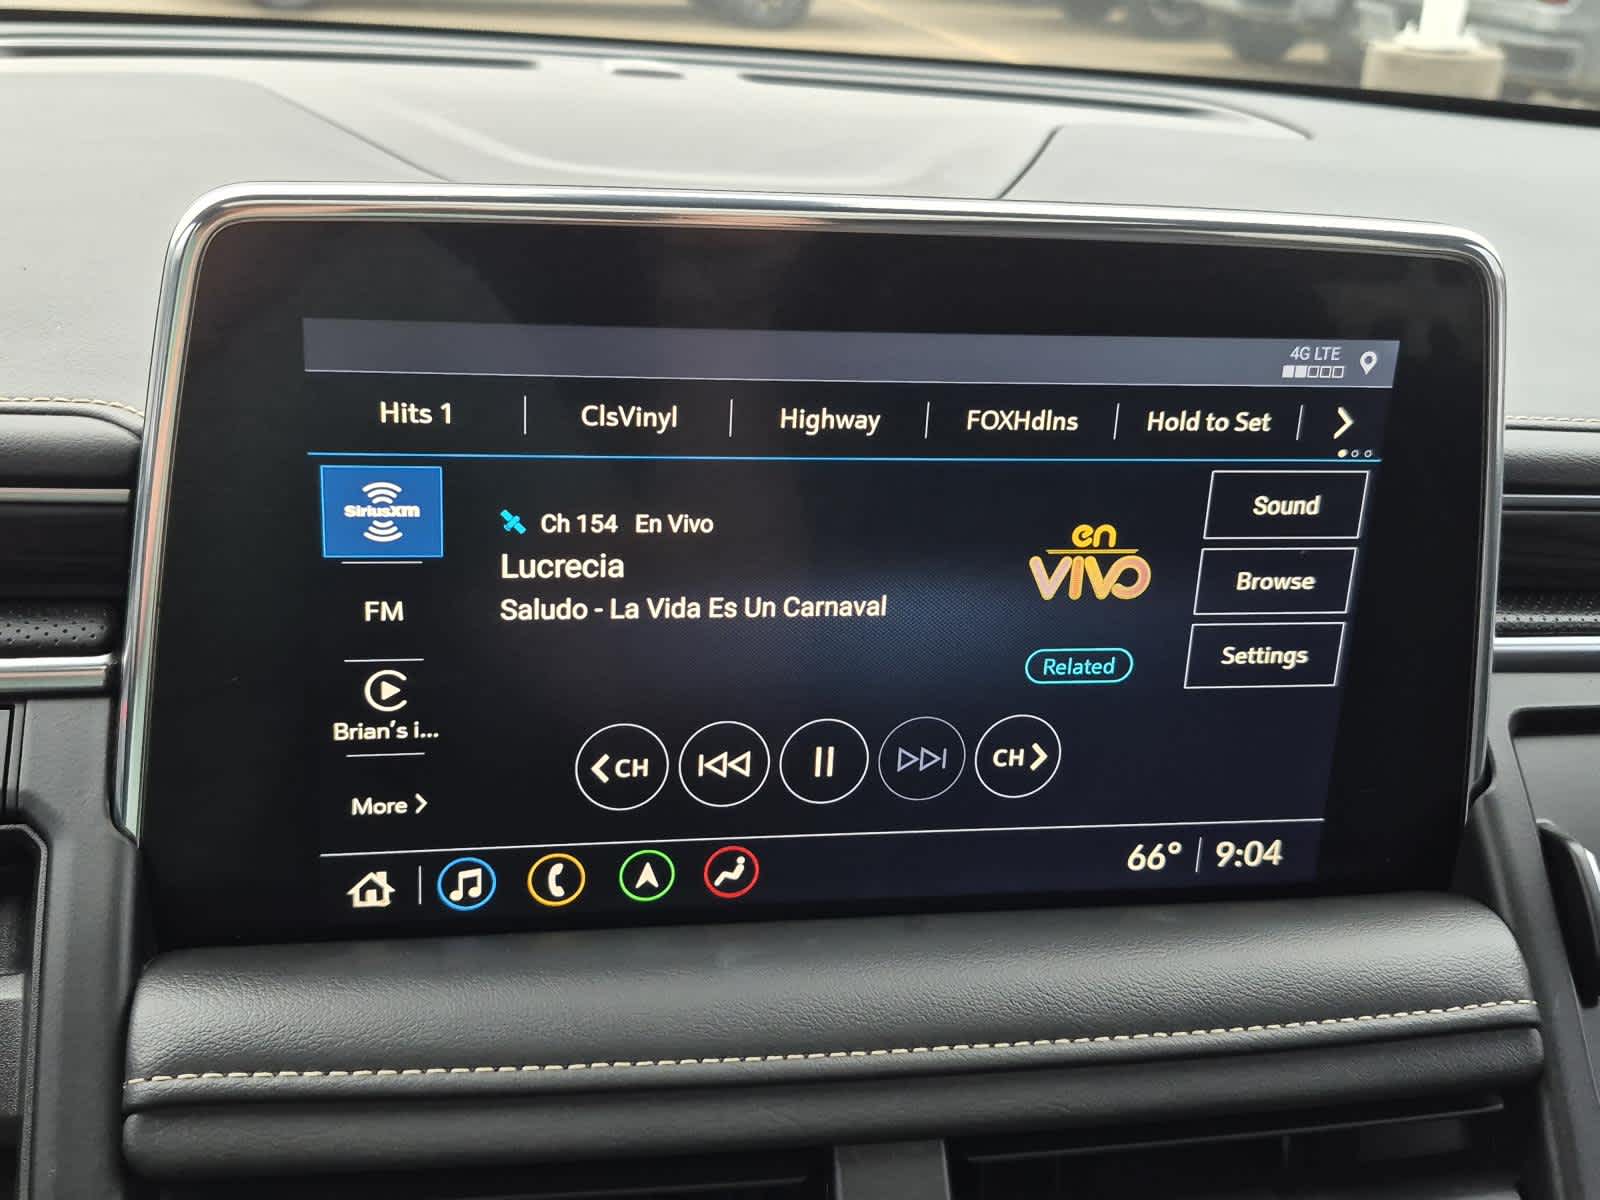 4G LTE
Hits 1
ClsVinyl
Highway
FOXHdlns
Hold to Set
SiriusXM
FM
Brian's i...
More
Ch 154 En Vivo
Lucrecia
Saludo - La Vida Es Un Carnaval
en
VIVO
Related
Sound
Browse
Settings
CH
CH
66° 9:04